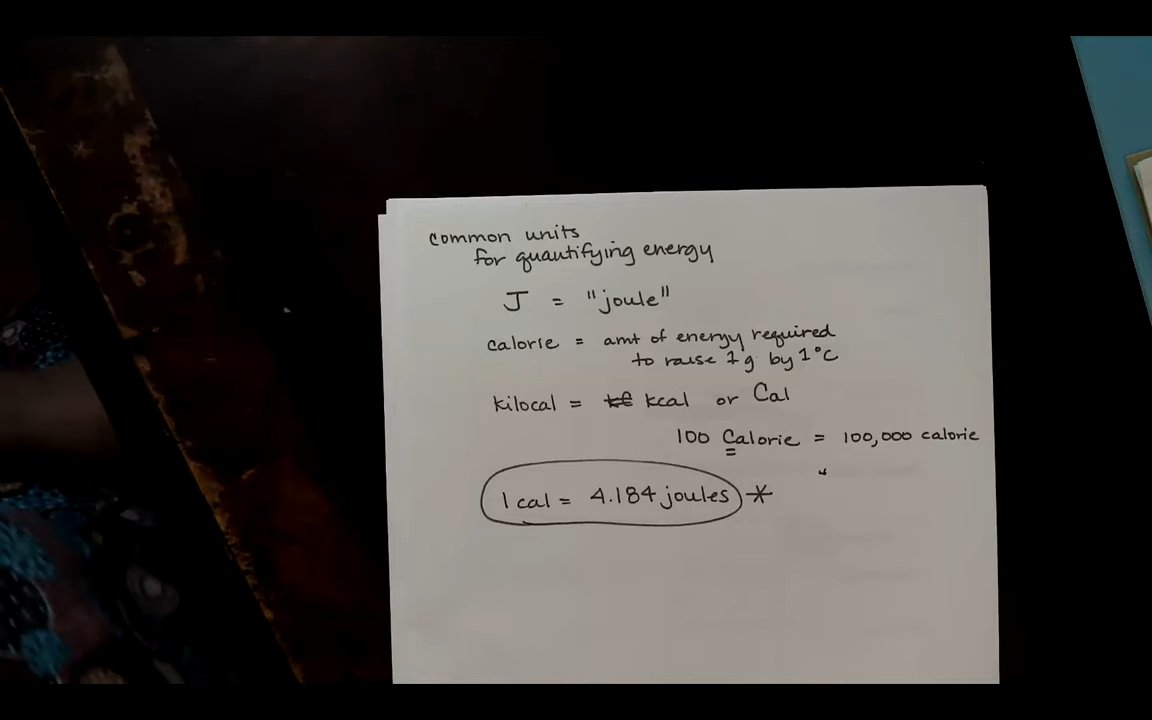 common units
for quantifying energy
J = "joule"
calorie = amt of energy required
to raise 1g by 1°C
kilocal = kcal or Cal
100 Calorie = 100,000 calorie
1 cal = 4.184 joules *